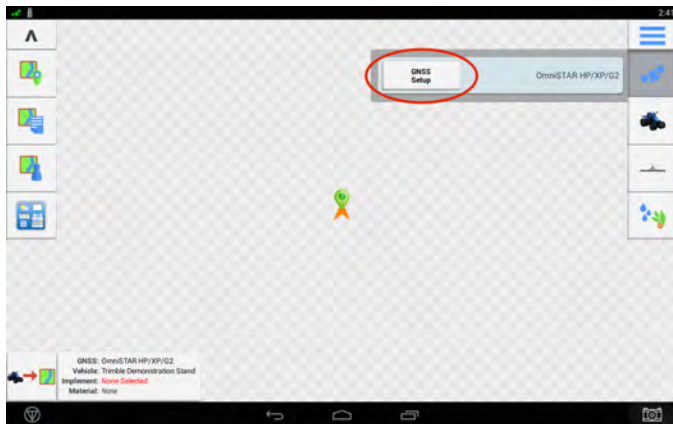 2:41
GNSS
Setup
OmniSTAR HP/XP/G2
GNSS: OmniSTAR HP/XP/G2
Vehicle: Trimble Demonstration Stand
Implement: None Selected
Material: None